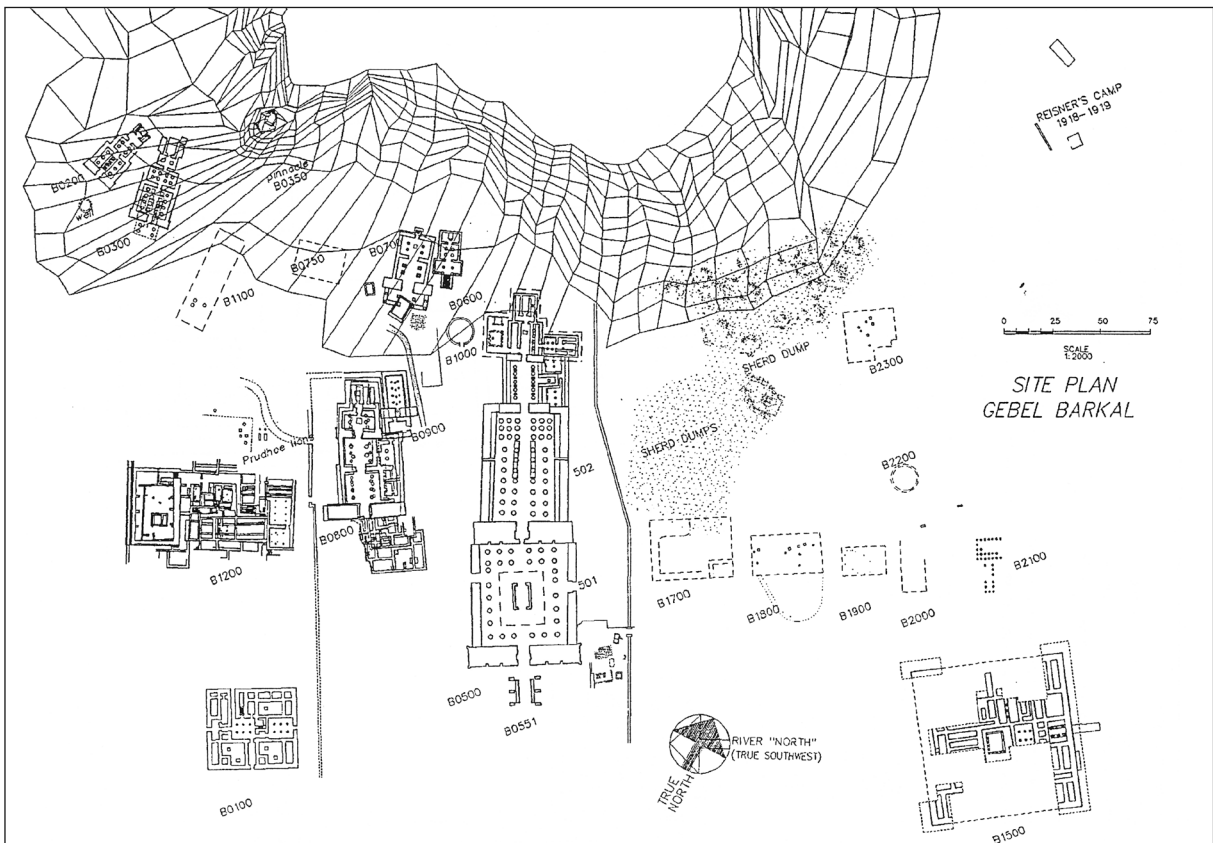 REISNER'S CAMP
1918-1919
B0200
Well
B0300
Pinnacle
B0350
B1100
B0750
B0700
B0600
B1000
SHERD DUMP
B2300
0 25 50 75
SCALE
1:2000
SITE PLAN
GEBEL BARKAL
Prudhoe lions
B0900
SHERD DUMPS
502
B2200
B0800
B1200
501
B1700
B1800
B1900
B2000
B2100
B0500
B0551
B0100
RIVER "NORTH"
(TRUE SOUTHWEST)
TRUE
NORTH
B1500